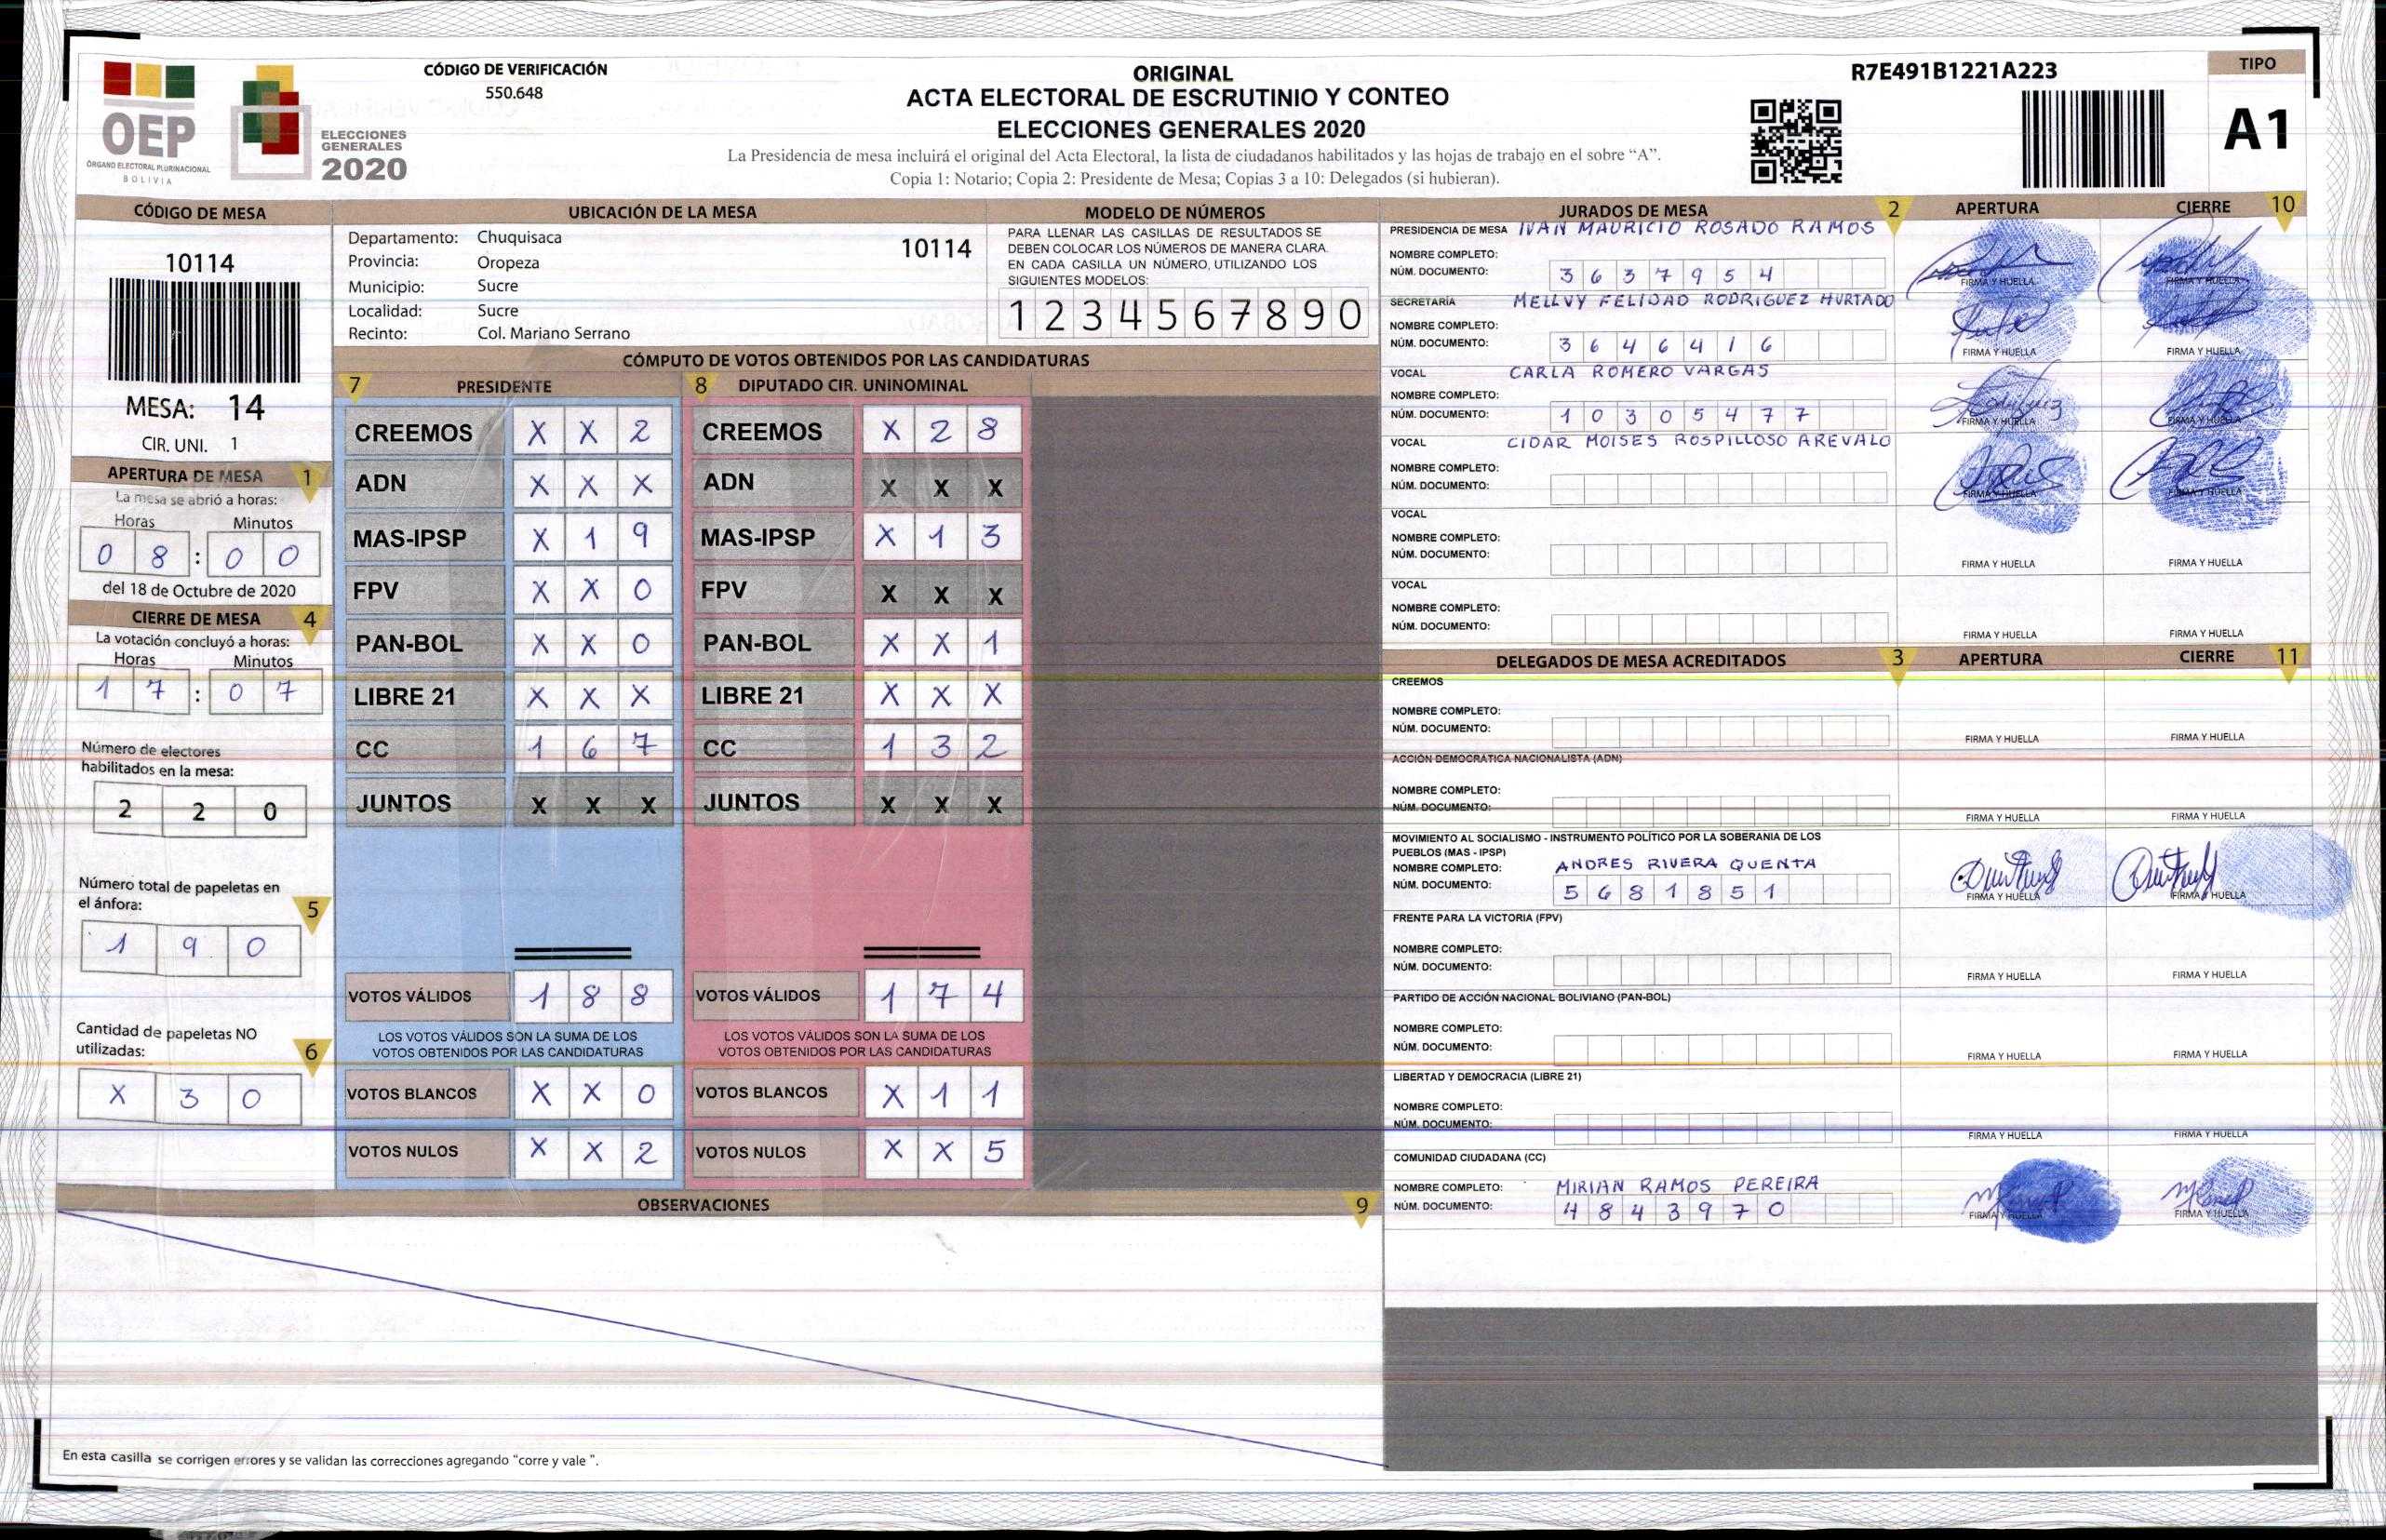 CÓDIGO DE VERIFICACIÓN
550.648
OEP
ÓRGANO ELECTORAL PLURINACIONAL
BOLIVIA
ELECCIONES
GENERALES
2020
ORIGINAL
ACTA ELECTORAL DE ESCRUTINIO Y CONTEO
ELECCIONES GENERALES 2020
La Presidencia de mesa incluirá el original del Acta Electoral, la lista de ciudadanos habilitados y las hojas de trabajo en el sobre “A”.
Copia 1: Notario; Copia 2: Presidente de Mesa; Copias 3 a 10: Delegados (si hubieran).
R7E491B1221A223
TIPO
A1
CÓDIGO DE MESA
10114
MESA: 14
CIR. UNI. 1
APERTURA DE MESA 1
La mesa se abrió a horas:
Horas Minutos
0 8 : 0 0
del 18 de Octubre de 2020
CIERRE DE MESA 4
La votación concluyó a horas:
Horas Minutos
1 7 : 0 7
Número de electores
habilitados en la mesa:
2 2 0
Número total de papeletas en
el ánfora: 5
1 9 0
Cantidad de papeletas NO
utilizadas: 6
X 3 0
UBICACIÓN DE LA MESA
Departamento: Chuquisaca 10114
Provincia: Oropeza
Municipio: Sucre
Localidad: Sucre
Recinto: Col. Mariano Serrano
MODELO DE NÚMEROS
PARA LLENAR LAS CASILLAS DE RESULTADOS SE
DEBEN COLOCAR LOS NÚMEROS DE MANERA CLARA.
EN CADA CASILLA UN NÚMERO, UTILIZANDO LOS
SIGUIENTES MODELOS:
1 2 3 4 5 6 7 8 9 0
CÓMPUTO DE VOTOS OBTENIDOS POR LAS CANDIDATURAS
7 PRESIDENTE 8 DIPUTADO CIR. UNINOMINAL
CREEMOS X X 2 CREEMOS X 2 8
ADN X X X ADN X X X
MAS-IPSP X 1 9 MAS-IPSP X 1 3
FPV X X 0 FPV X X X
PAN-BOL X X 0 PAN-BOL X X 1
LIBRE 21 X X X LIBRE 21 X X X
CC 1 6 7 CC 1 3 2
JUNTOS X X X JUNTOS X X X
VOTOS VÁLIDOS 1 8 8 VOTOS VÁLIDOS 1 7 4
LOS VOTOS VÁLIDOS SON LA SUMA DE LOS LOS VOTOS VÁLIDOS SON LA SUMA DE LOS
VOTOS OBTENIDOS POR LAS CANDIDATURAS VOTOS OBTENIDOS POR LAS CANDIDATURAS
VOTOS BLANCOS X X 0 VOTOS BLANCOS X 1 1
VOTOS NULOS X X 2 VOTOS NULOS X X 5
OBSERVACIONES 9
En esta casilla se corrigen errores y se validan las correcciones agregando “corre y vale ”.
JURADOS DE MESA 2 APERTURA CIERRE 10
PRESIDENCIA DE MESA IVAN MAURICIO ROSADO RAMOS
NOMBRE COMPLETO:
NÚM. DOCUMENTO: 3 6 3 7 9 5 4 FIRMA Y HUELLA FIRMA Y HUELLA
SECRETARÍA MELLVY FELIDAD RODRIGUEZ HURTADO
NOMBRE COMPLETO:
NÚM. DOCUMENTO: 3 6 4 6 4 1 6 FIRMA Y HUELLA FIRMA Y HUELLA
VOCAL CARLA ROMERO VARGAS
NOMBRE COMPLETO:
NÚM. DOCUMENTO: 1 0 3 0 5 4 7 7 FIRMA Y HUELLA FIRMA Y HUELLA
VOCAL CIDAR MOISES ROSPILLOSO AREVALO
NOMBRE COMPLETO:
NÚM. DOCUMENTO: FIRMA Y HUELLA FIRMA Y HUELLA
VOCAL
NOMBRE COMPLETO:
NÚM. DOCUMENTO: FIRMA Y HUELLA FIRMA Y HUELLA
VOCAL
NOMBRE COMPLETO:
NÚM. DOCUMENTO: FIRMA Y HUELLA FIRMA Y HUELLA
DELEGADOS DE MESA ACREDITADOS 3 APERTURA CIERRE 11
CREEMOS
NOMBRE COMPLETO:
NÚM. DOCUMENTO: FIRMA Y HUELLA FIRMA Y HUELLA
ACCIÓN DEMOCRÁTICA NACIONALISTA (ADN)
NOMBRE COMPLETO:
NÚM. DOCUMENTO: FIRMA Y HUELLA FIRMA Y HUELLA
MOVIMIENTO AL SOCIALISMO - INSTRUMENTO POLÍTICO POR LA SOBERANIA DE LOS
PUEBLOS (MAS - IPSP)
NOMBRE COMPLETO: ANDRES RIVERA QUENTA
NÚM. DOCUMENTO: 5 6 8 1 8 5 1 FIRMA Y HUELLA FIRMA Y HUELLA
FRENTE PARA LA VICTORIA (FPV)
NOMBRE COMPLETO:
NÚM. DOCUMENTO: FIRMA Y HUELLA FIRMA Y HUELLA
PARTIDO DE ACCIÓN NACIONAL BOLIVIANO (PAN-BOL)
NOMBRE COMPLETO:
NÚM. DOCUMENTO: FIRMA Y HUELLA FIRMA Y HUELLA
LIBERTAD Y DEMOCRACIA (LIBRE 21)
NOMBRE COMPLETO:
NÚM. DOCUMENTO: FIRMA Y HUELLA FIRMA Y HUELLA
COMUNIDAD CIUDADANA (CC)
NOMBRE COMPLETO: MIRIAN RAMOS PEREIRA
NÚM. DOCUMENTO: 4 8 4 3 9 7 0 FIRMA Y HUELLA FIRMA Y HUELLA